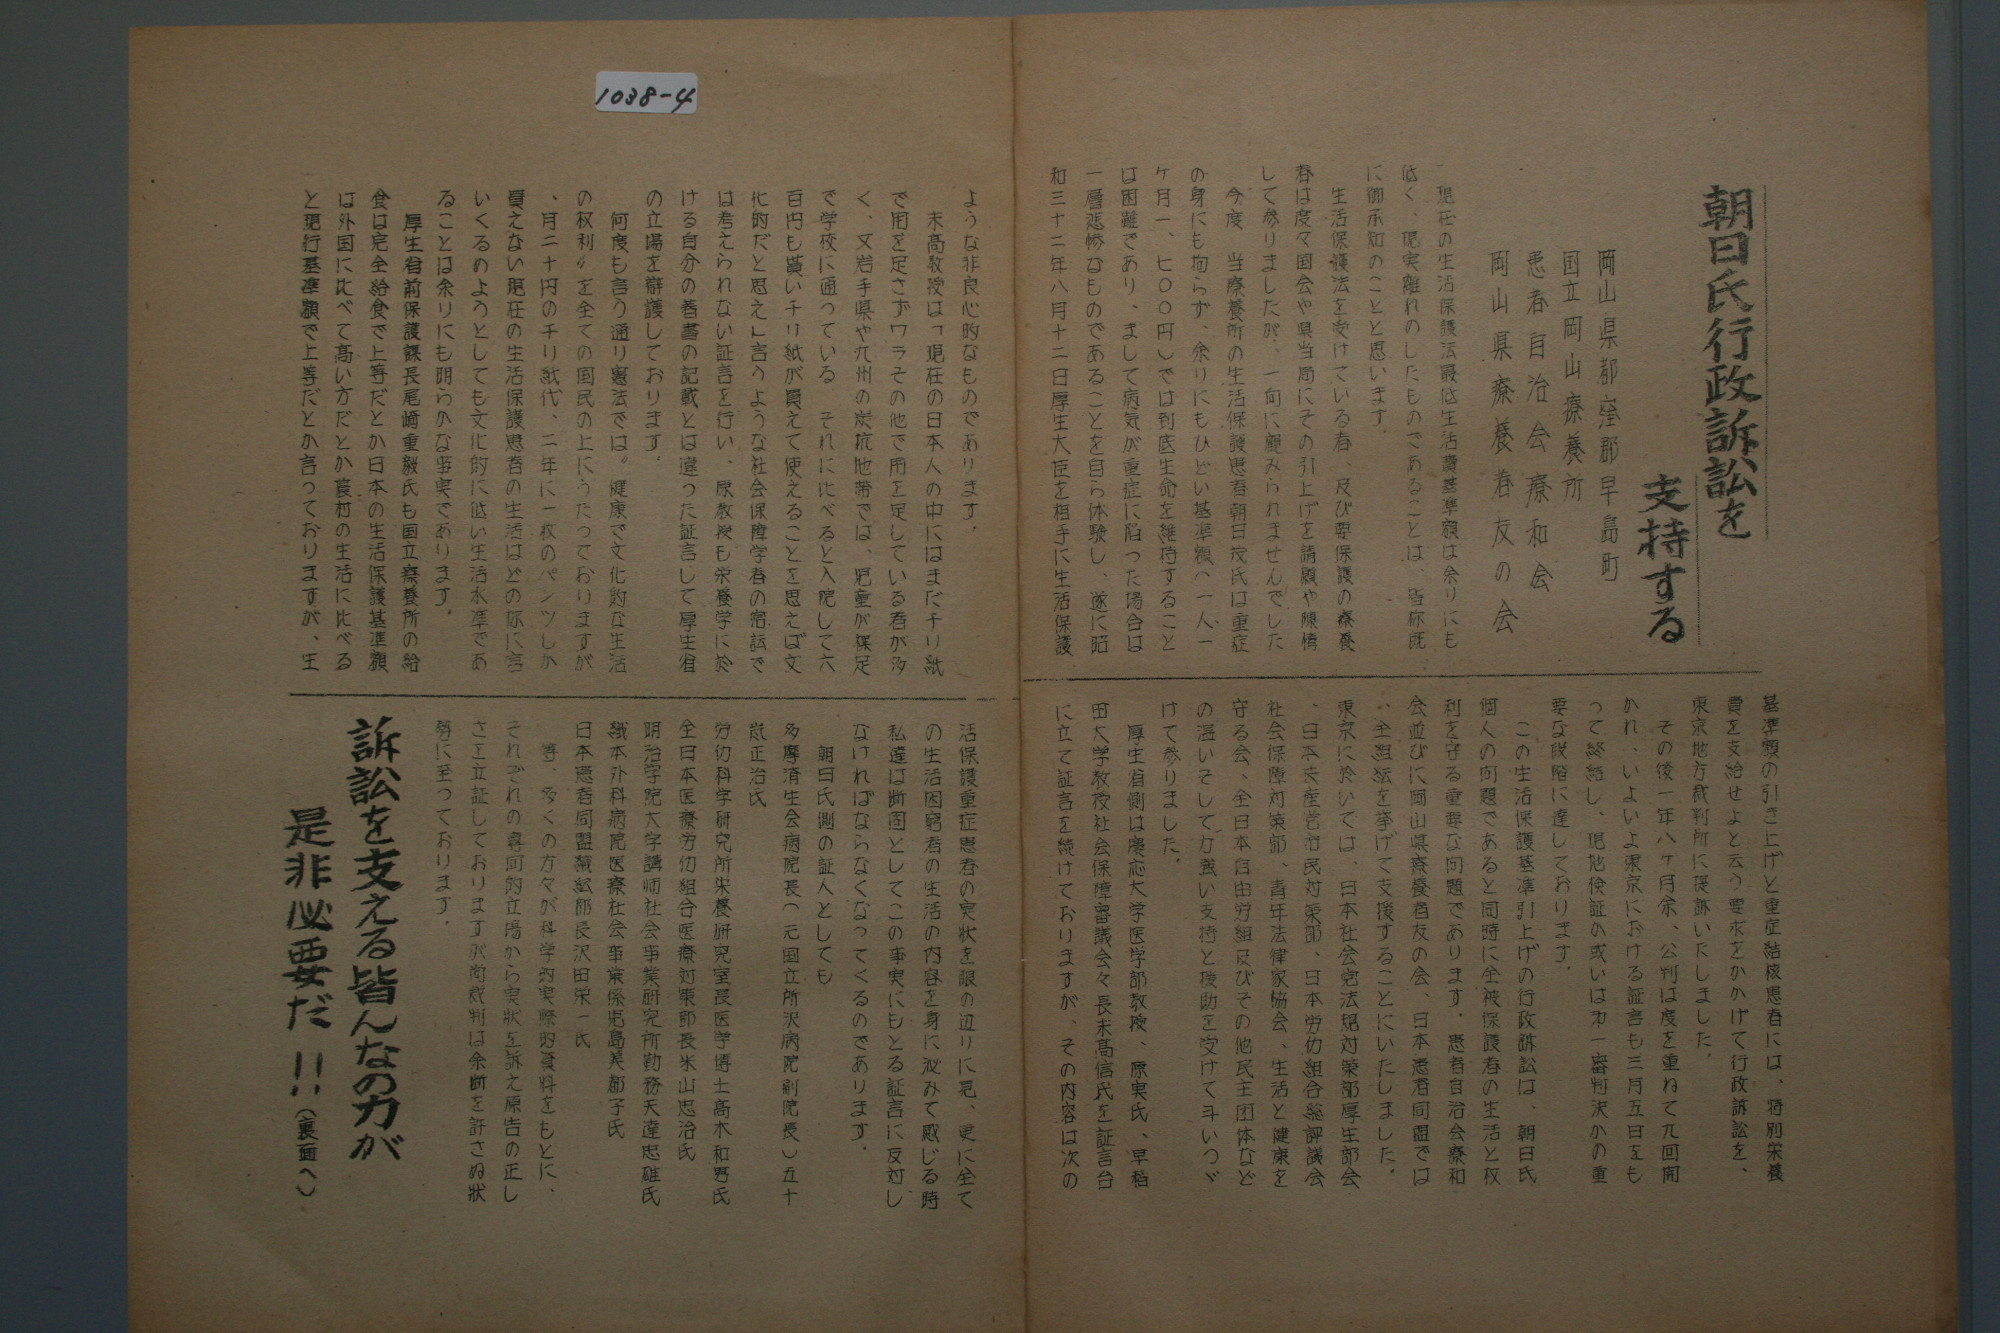 1038-4
朝日氏行政訴訟を
支持する
岡山県都窪郡早島町
国立岡山療養所
患者自治会療和会
岡山県療養者友の会
現在の生活保護法最低生活費基準額は余りにも
低く、現実離れのしたものであることは、皆様既
に御承知のことと思います。
生活保護法を受けている者、及び要保護の療養
者は度々国会や県当局にその引上げを請願や陳情
して参りましたが、一向に顧みられませんでした
今度 当療養所の生活保護患者朝日茂氏は重症
の身にも拘らず、余りにもひどい基準額(一人一
ケ月一、七〇〇円)では到底生命を維持すること
は困難であり、まして病気が重症に陥った場合は
一層悲惨なものであることを自ら体験し、遂に昭
和三十二年八月十二日厚生大臣を相手に生活保護
基準額の引き上げと重症結核患者には、特別栄養
費を支給せよと云う要求をかかげて行政訴訟を、
東京地方裁判所に提訴いたしました。
その後一年八ヶ月余、公判は度を重ねて九回開
かれ、いよいよ東京における証言も三月五日をも
って終結し、現地検証か或いは第一審判決かの重
要な段階に達しております。
この生活保護基準引上げの行政訴訟は、朝日氏
個人の問題であると同時に全被保護者の生活と权
利を守る重要な問題であります。患者自治会療和
会並びに岡山県療養者友の会、日本患者同盟では
、全組紘を挙げて支援することにいたしました。
東京に於いては、日本社会党法規対策部厚生部会
、日本共産党市民対策部、日本労仂組合総評議会
社会保障対策部、青年法律家協会、生活と健康を
守る会、全日本自由労組及びその他民主団体など
の温いそして力強い支持と援助を受けて斗いつゞ
けて参りました。
厚生省側は慶応大学医学部教授、原実氏、早稲
田大学教授社会保障審議会々長末高信氏を証言台
に立て証言を続けておりますが、その内容は次の
ような非良心的なものであります。
末高教授は「現在の日本人の中にはまだチリ紙
で用を足さずワラその他で用を足している者が多
く、又岩手県や九州の炭抗地帯では、児童が裸足
で学校に通っている それに比べると入院して六
百円も貰いチリ紙が買えて使えることを思えば文
化的だと思え」言うような社会保障学者の寝話で
は考えられない証言を行い、原教授も栄養学に於
ける自分の著書の記載とは違った証言して厚生省
の立場を辯護しております。
何度も言う通り憲法では。健康で文化的な生活
の权利〃を全ての国民の上にうたっておりますが
、月二十円のチリ紙代、二年に一枚のパンツしか
買えない現在の生活保護患者の生活はどの様に言
いくるのようとしても文化的に低い生活水準であ
ることは余りにも明らかな事実であります。
厚生省前保護課長尾崎重毅氏も国立療養所の給
食は完全給食で上等だとか日本の生活保護基準額
は外国に比べて高い方だとか農村の生活に比べる
と現行基準額で上等だとか言っておりますが、生
活保護重症患者の実状を眼の辺りに見、更に全て
の生活困窮者の生活の内容を身に泌みて感じる時
私達は断固としてこの事実にもとる証言に反対し
なければならなくなってくるのであります。
朝日氏側の証人としても
多摩済生会病院長(元国立所沢病院副院長)五十
嵐正治氏
労仂科学研究所栄養研究室長医学博士高木和男氏
全日本医療労仂組合医療対策部長米山忠治氏
明治学院大学講師社会事業研究所勤務天達忠雄氏
鐡本外科病院医療社会事業係児島美都子氏
日本患者同盟組紘部長沢田栄一氏
等、多くの方々が科学的実際的資料をもとに、
それぞれの専问的立場から実状を訴え原告の正し
さを立証しておりますが尚裁判は余断を許さぬ状
勢に至っております。
訴訟を支える皆んなの力が
是非必要だ!!(裏面へ)